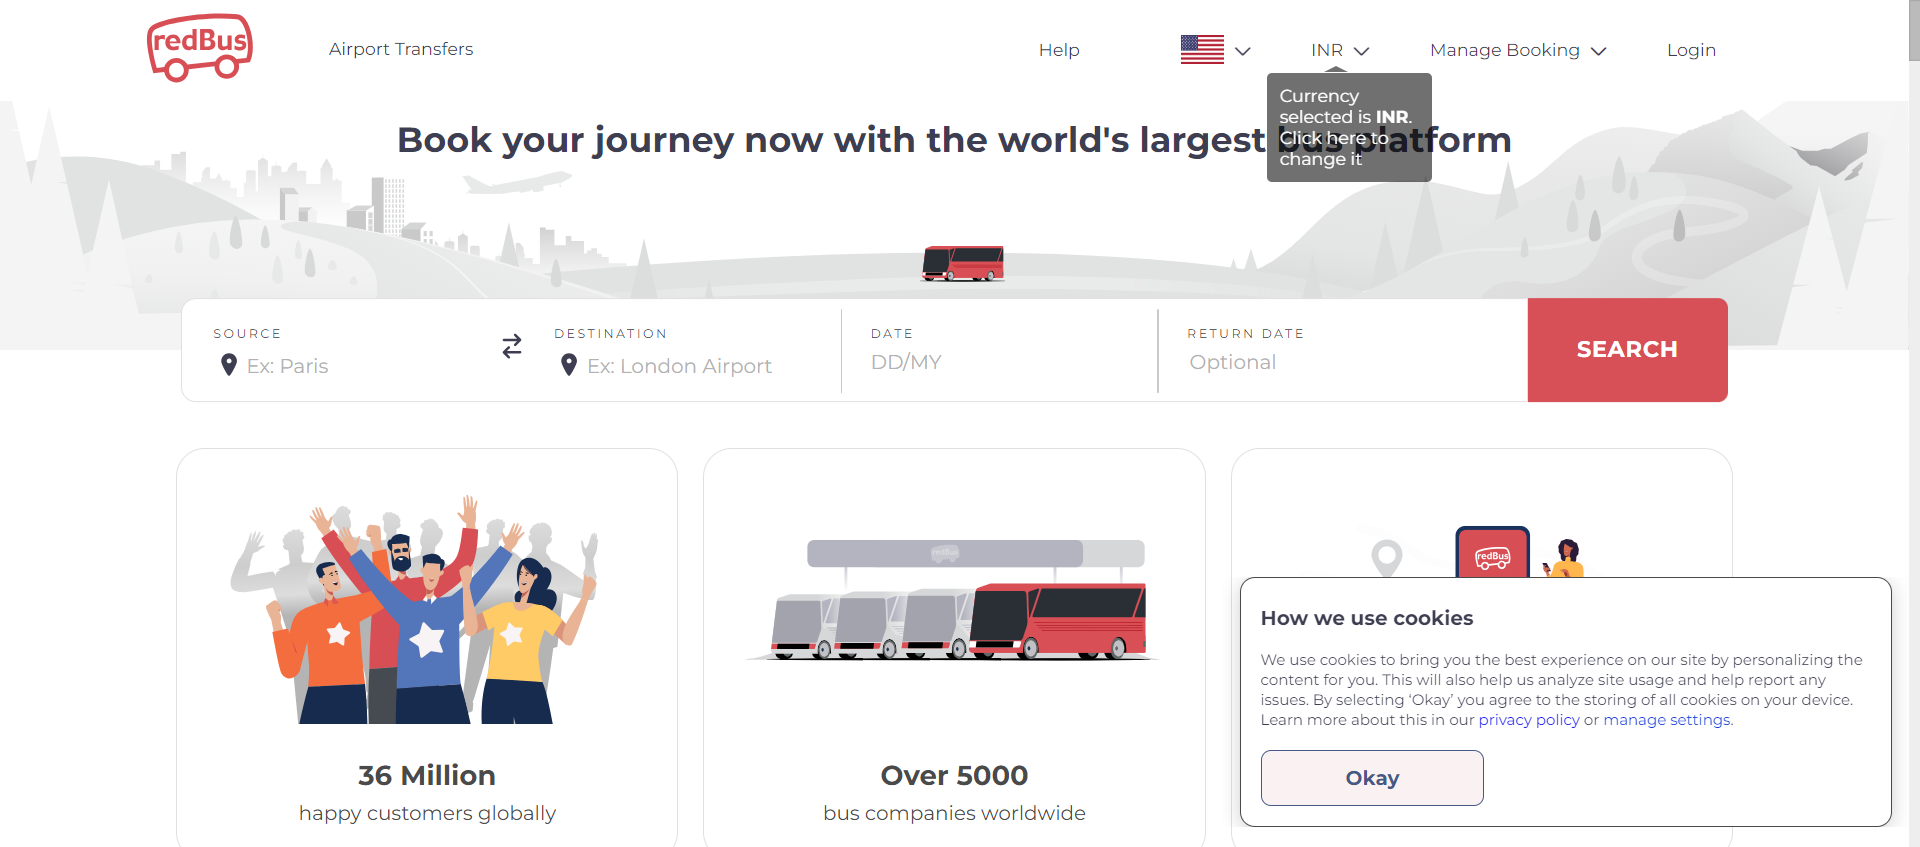 redBus
Airport Transfers
Help
INR
Manage Booking
Login
Currency
selected is INR.
Click here to
change it
Book your journey now with the world's largest bus platform
SOURCE
Ex: Paris
DESTINATION
Ex: London Airport
DATE
DD/MY
RETURN DATE
Optional
SEARCH
redBus
redBus
36 Million
happy customers globally
Over 5000
bus companies worldwide
How we use cookies
We use cookies to bring you the best experience on our site by personalizing the
content for you. This will also help us analyze site usage and help report any
issues. By selecting ‘Okay’ you agree to the storing of all cookies on your device.
Learn more about this in our privacy policy or manage settings.
Okay